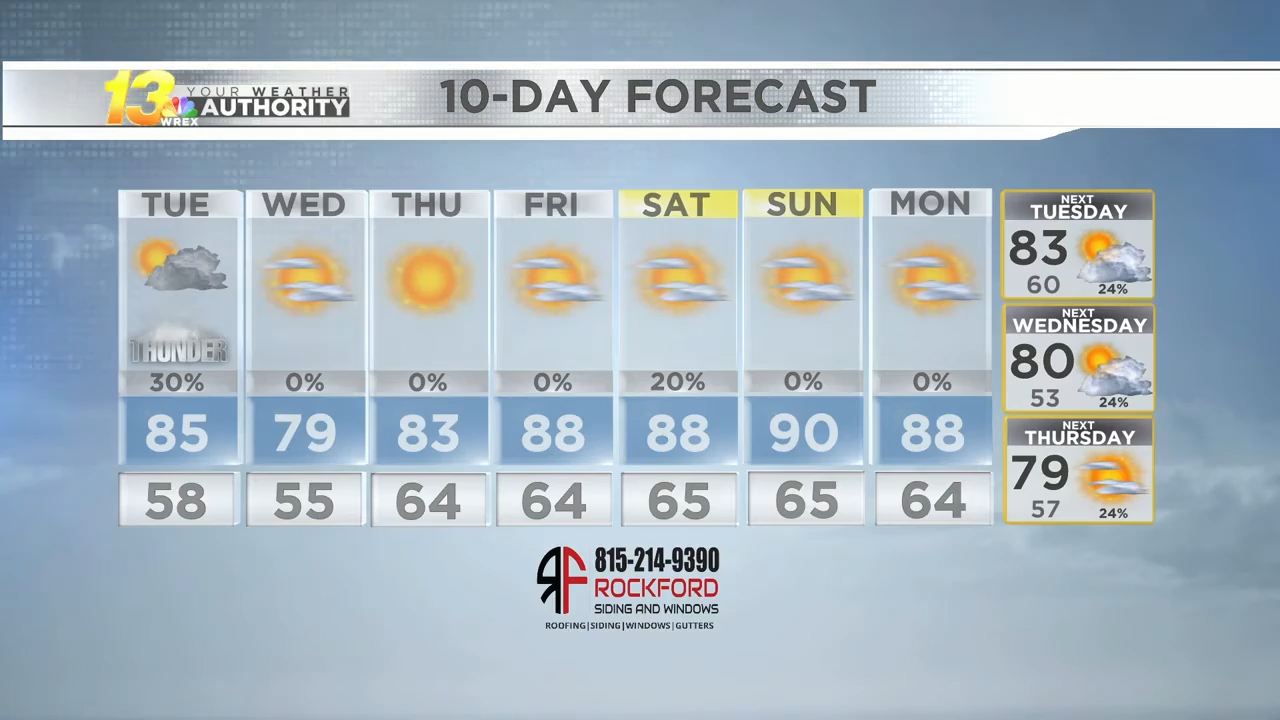 13 YOUR WEATHER AUTHORITY WREX
10-DAY FORECAST
TUE WED THU FRI SAT SUN MON
THUNDER
30% 0% 0% 0% 20% 0% 0%
85 79 83 88 88 90 88
58 55 64 64 65 65 64
NEXT
TUESDAY
83
60 24%
NEXT
WEDNESDAY
80
53 24%
NEXT
THURSDAY
79
57 24%
RF
815-214-9390
ROCKFORD
SIDING AND WINDOWS
ROOFING|SIDING|WINDOWS|GUTTERS